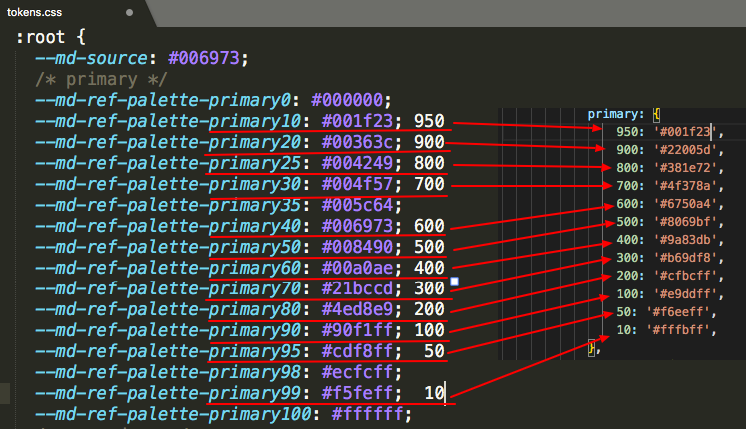 tokens.css
:root {
--md-source: #006973;
/* primary */
--md-ref-palette-primary0: #000000;
--md-ref-palette-primary10: #001f23; 950
--md-ref-palette-primary20: #00363c; 900
--md-ref-palette-primary25: #004249; 800
--md-ref-palette-primary30: #004f57; 700
--md-ref-palette-primary35: #005c64;
--md-ref-palette-primary40: #006973; 600
--md-ref-palette-primary50: #008490; 500
--md-ref-palette-primary60: #00a0ae; 400
--md-ref-palette-primary70: #21bccd; 300
--md-ref-palette-primary80: #4ed8e9; 200
--md-ref-palette-primary90: #90f1ff; 100
--md-ref-palette-primary95: #cdf8ff; 50
--md-ref-palette-primary98: #ecfcff;
--md-ref-palette-primary99: #f5feff; 10
--md-ref-palette-primary100: #ffffff;
primary: {
950: '#001f23',
900: '#22005d',
800: '#381e72',
700: '#4f378a',
600: '#6750a4',
500: '#8069bf',
400: '#9a83db',
300: '#b69df8',
200: '#cfbcff',
100: '#e9ddff',
50: '#f6eeff',
10: '#fffbff',
},